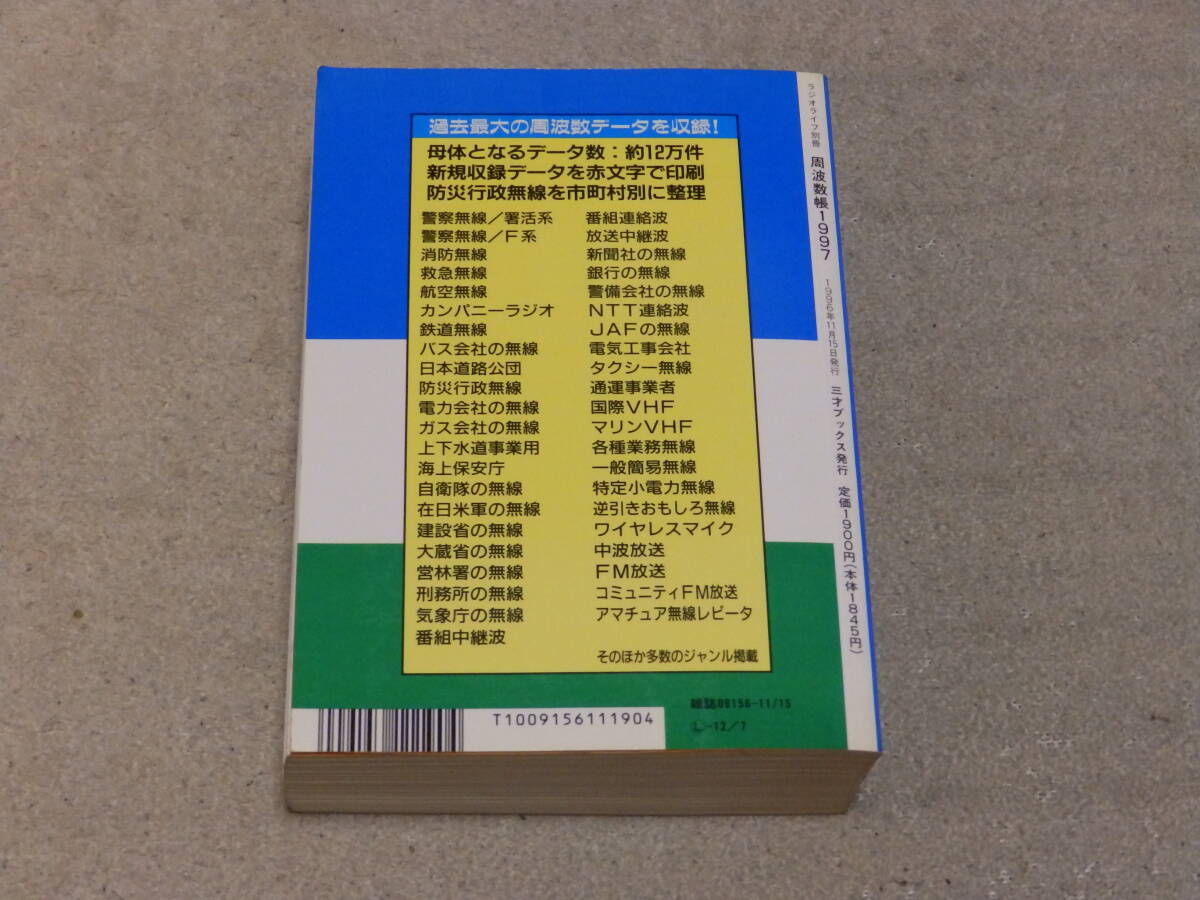 過去最大の周波数データを収録!
母体となるデータ数:約12万件
新規収録データを赤文字で印刷
防災行政無線を市町村別に整理
警察無線/署活系
警察無線/F系
消防無線
救急無線
航空無線
カンパニーラジオ
鉄道無線
バス会社の無線
日本道路公団
防災行政無線
電力会社の無線
ガス会社の無線
上下水道事業用
海上保安庁
自衛隊の無線
在日米軍の無線
建設省の無線
大蔵省の無線
営林署の無線
刑務所の無線
気象庁の無線
番組中継波
番組連絡波
放送中継波
新聞社の無線
銀行の無線
警備会社の無線
NTT連絡波
JAFの無線
電気工事会社
タクシー無線
通運事業者
国際VHF
マリンVHF
各種業務無線
一般簡易無線
特定小電力無線
逆引きおもしろ無線
ワイヤレスマイク
中波放送
FM放送
コミュニティFM放送
アマチュア無線レピータ
そのほか多数のジャンル掲載
T1009156111904
雑誌09156-11/15
L-12/7
ラジオライフ別冊 周波数帳1997 1996年11月15日発行 三才ブックス発行 定価1900円(本体1845円)